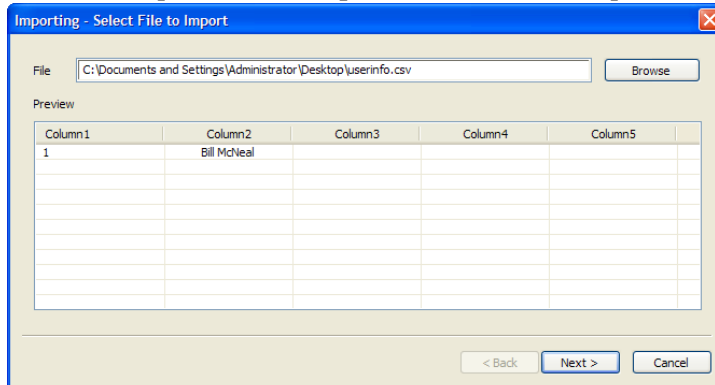 Importing - Select File to Import
File C:\Documents and Settings\Administrator\Desktop\userinfo.csv Browse
Preview
Column1 Column2 Column3 Column4 Column5
1 Bill McNeal
< Back Next > Cancel